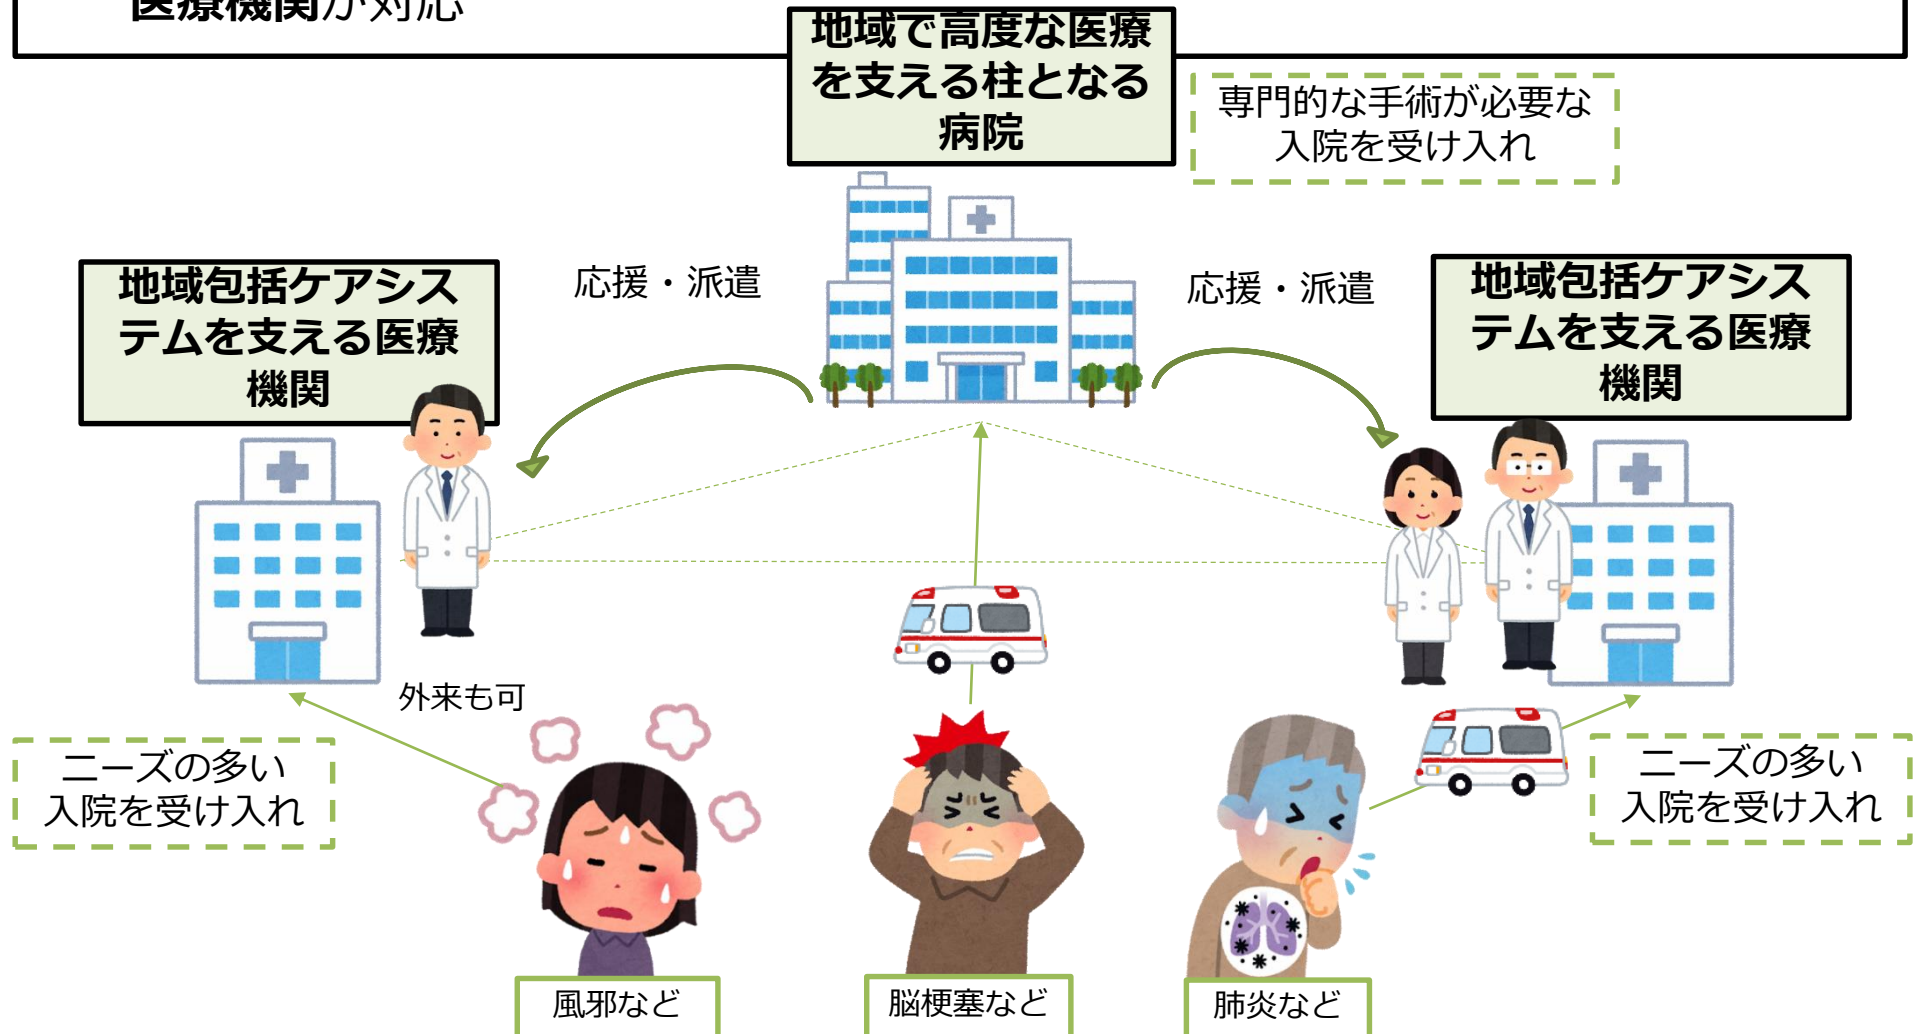 医療機関が対応
地域で高度な医療
を支える柱となる
病院
専門的な手術が必要な
入院を受け入れ
地域包括ケアシス
テムを支える医療
機関
応援・派遣
応援・派遣
地域包括ケアシス
テムを支える医療
機関
外来も可
ニーズの多い
入院を受け入れ
ニーズの多い
入院を受け入れ
風邪など
脳梗塞など
肺炎など